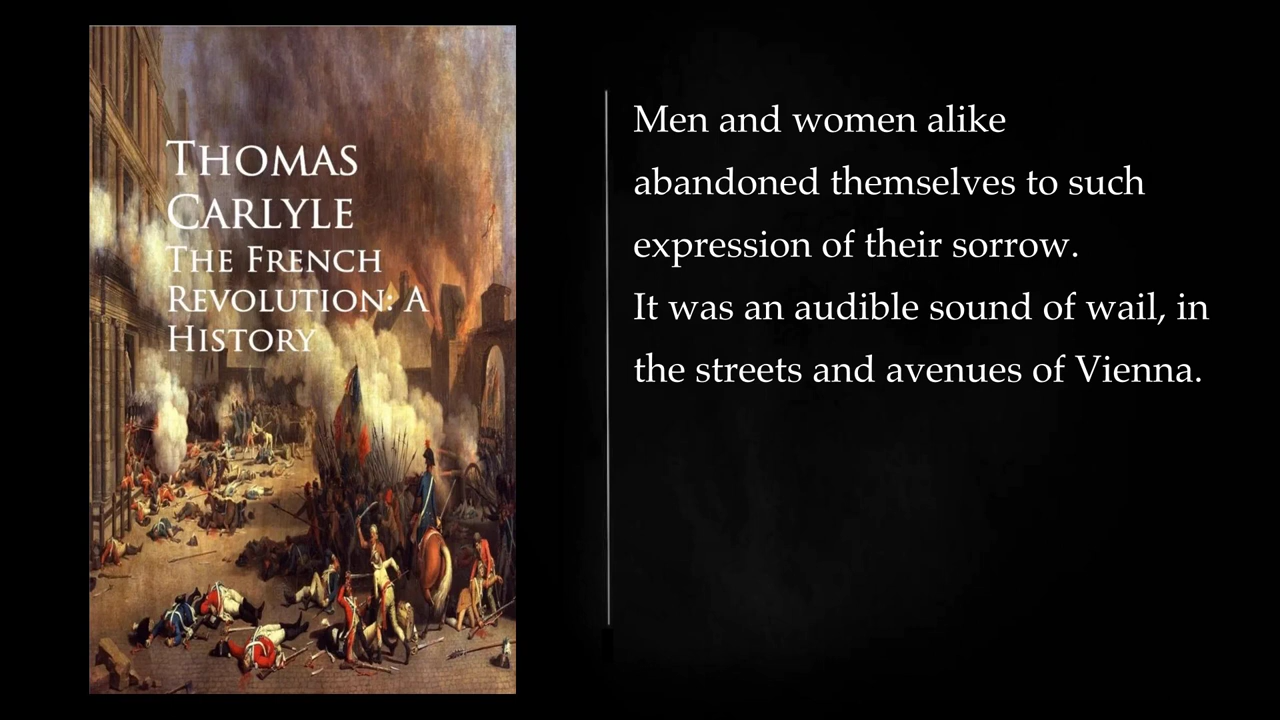 THOMAS
CARLYLE
THE FRENCH
REVOLUTION: A
HISTORY
Men and women alike
abandoned themselves to such
expression of their sorrow.
It was an audible sound of wail, in
the streets and avenues of Vienna.